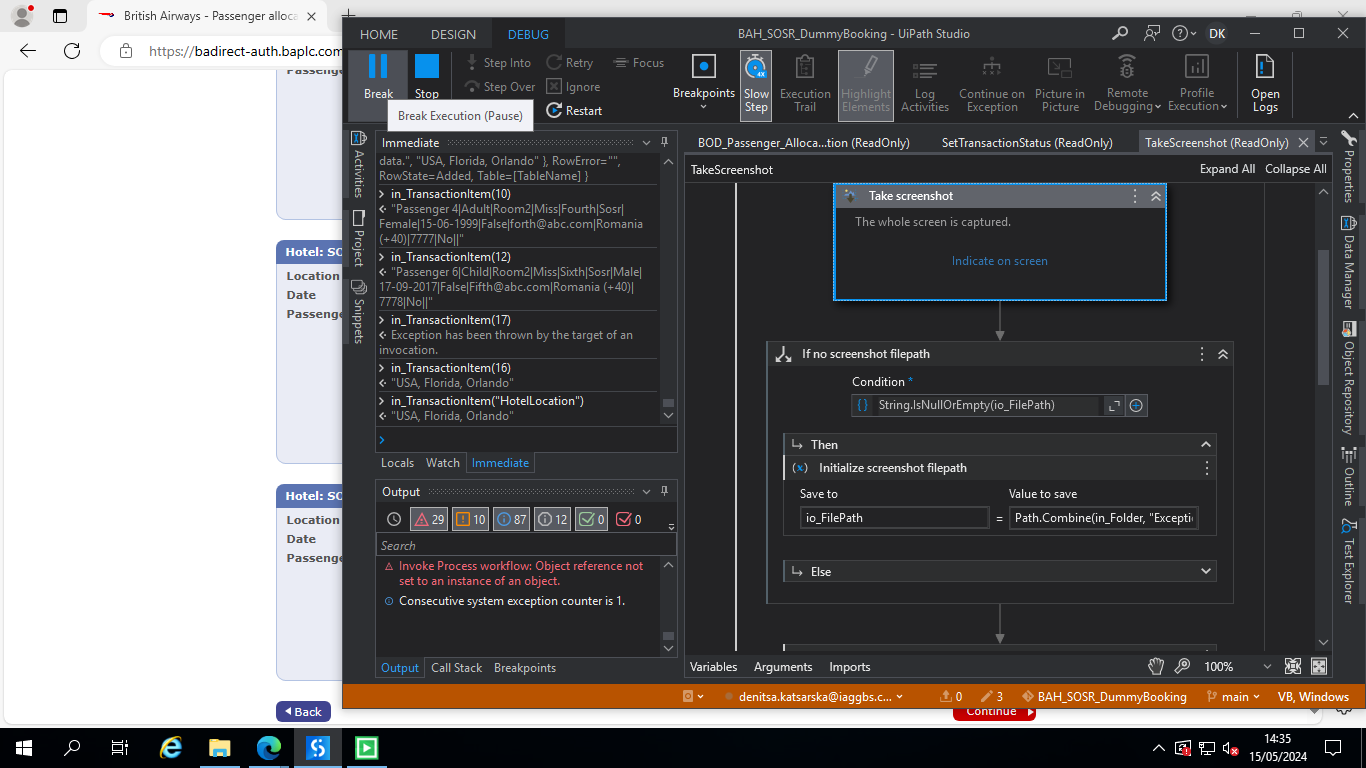 British Airways - Passenger alloca
https://badirect-auth.baplc.com
HOME
DESIGN
DEBUG
BAH_SOSR_DummyBooking - UiPath Studio
DK
Break
Stop
Step Into
Step Over
Retry
Ignore
Restart
Focus
Breakpoints
Slow
Step
Execution
Trail
Highlight
Elements
Log
Activities
Continue on
Exception
Picture in
Picture
Remote
Debugging
Profile
Execution
Open
Logs
Break Execution (Pause)
Activities
Project
Snippets
Immediate
data.", "USA, Florida, Orlando" }, RowError="",
RowState=Added, Table=[TableName] }
in_TransactionItem(10)
"Passenger 4|Adult|Room2|Miss|Fourth|Sosr|
Female|15-06-1999|False|forth@abc.com|Romania
(+40)|7777|No||"
in_TransactionItem(12)
"Passenger 6|Child|Room2|Miss|Sixth|Sosr|Male|
17-09-2017|False|Fifth@abc.com|Romania (+40)|
7778|No||"
in_TransactionItem(17)
Exception has been thrown by the target of an
invocation.
in_TransactionItem(16)
"USA, Florida, Orlando"
in_TransactionItem("HotelLocation")
"USA, Florida, Orlando"
Locals
Watch
Immediate
Output
29
10
87
12
0
0
Search
Invoke Process workflow: Object reference not
set to an instance of an object.
Consecutive system exception counter is 1.
Output
Call Stack
Breakpoints
BOD_Passenger_Alloca...tion (ReadOnly)
SetTransactionStatus (ReadOnly)
TakeScreenshot (ReadOnly)
TakeScreenshot
Expand All
Collapse All
Take screenshot
The whole screen is captured.
Indicate on screen
If no screenshot filepath
Condition *
String.IsNullOrEmpty(io_FilePath)
Then
Initialize screenshot filepath
Save to
Value to save
io_FilePath
=
Path.Combine(in_Folder, "Excepti
Else
Variables
Arguments
Imports
100%
Properties
Data Manager
Object Repository
Outline
Test Explorer
denitsa.katsarska@iaggbs.c...
0
3
BAH_SOSR_DummyBooking
main
VB, Windows
Passenge
Hotel: SO
Location
Date
Passenge
Hotel: SO
Location
Date
Passenge
Back
Continue
14:35
15/05/2024